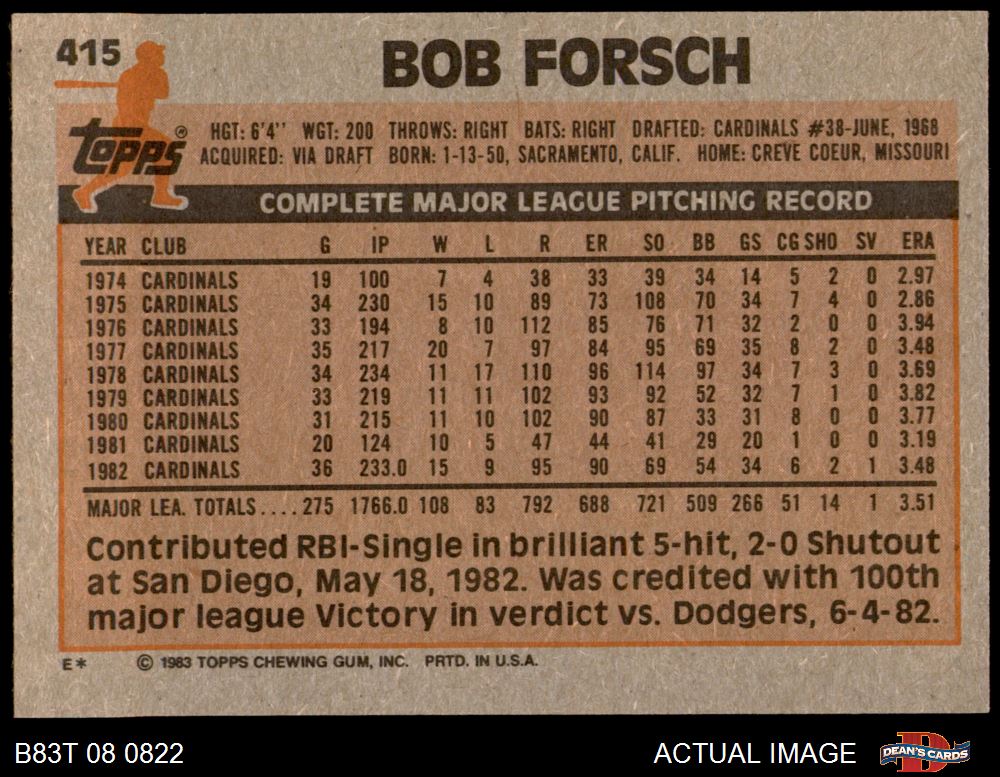 415
BOB FORSCH
topps®
HGT: 6'4" WGT: 200 THROWS: RIGHT BATS: RIGHT DRAFTED: CARDINALS #38-JUNE, 1968
ACQUIRED: VIA DRAFT BORN: 1-13-50, SACRAMENTO, CALIF. HOME: CREVE COEUR, MISSOURI
COMPLETE MAJOR LEAGUE PITCHING RECORD
YEAR CLUB G IP W L R ER SO BB GS CG SHO SV ERA
1974 CARDINALS 19 100 7 4 38 33 39 34 14 5 2 0 2.97
1975 CARDINALS 34 230 15 10 89 73 108 70 34 7 4 0 2.86
1976 CARDINALS 33 194 8 10 112 85 76 71 32 2 0 0 3.94
1977 CARDINALS 35 217 20 7 97 84 95 69 35 8 2 0 3.48
1978 CARDINALS 34 234 11 17 110 96 114 97 34 7 3 0 3.69
1979 CARDINALS 33 219 11 11 102 93 92 52 32 7 1 0 3.82
1980 CARDINALS 31 215 11 10 102 90 87 33 31 8 0 0 3.77
1981 CARDINALS 20 124 10 5 47 44 41 29 20 1 0 0 3.19
1982 CARDINALS 36 233.0 15 9 95 90 69 54 34 6 2 1 3.48
MAJOR LEA. TOTALS....275 1766.0 108 83 792 688 721 509 266 51 14 1 3.51
Contributed RBI-Single in brilliant 5-hit, 2-0 Shutout
at San Diego, May 18, 1982. Was credited with 100th
major league Victory in verdict vs. Dodgers, 6-4-82.
E* © 1983 TOPPS CHEWING GUM, INC. PRTD. IN U.S.A.
B83T 08 0822
ACTUAL IMAGE
D
DEAN'S CARDS